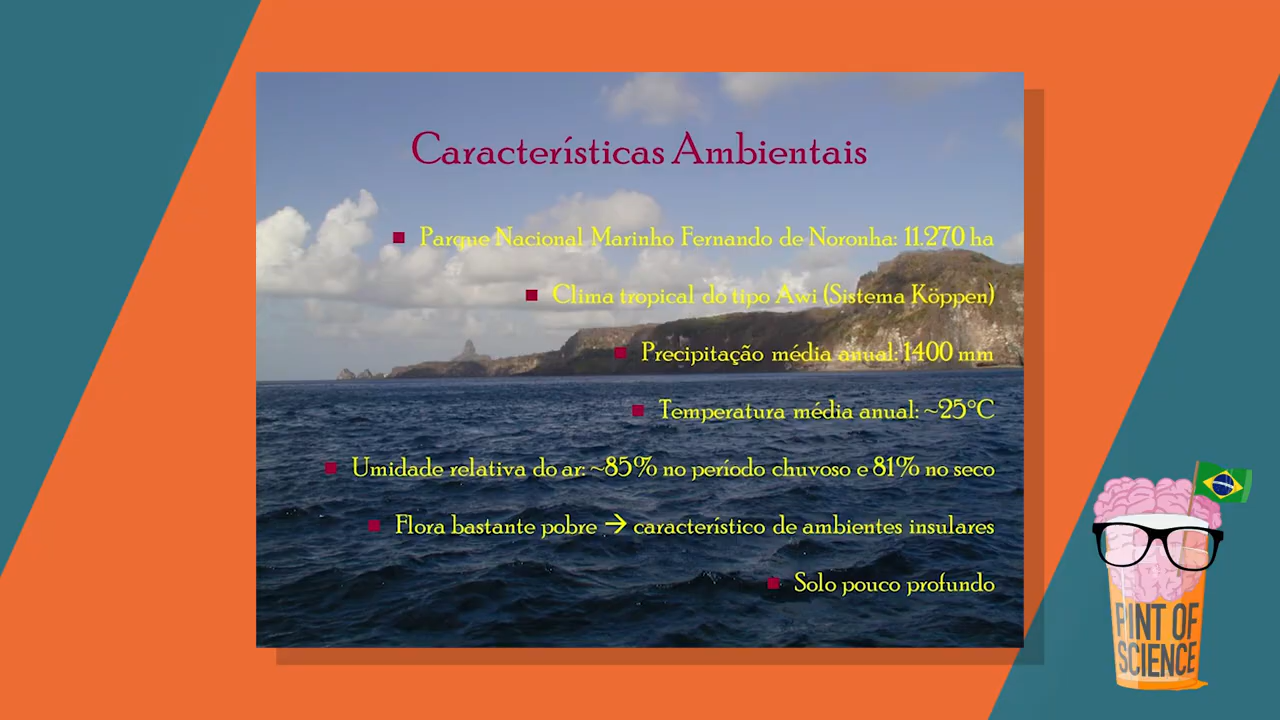 Características Ambientais
Parque Nacional Marinho Fernando de Noronha: 11.270 ha
Clima tropical do tipo Awi (Sistema Köppen)
Precipitação média anual: 1400 mm
Temperatura média anual: ~25°C
Umidade relativa do ar: ~85% no período chuvoso e 81% no seco
Flora bastante pobre → característico de ambientes insulares
Solo pouco profundo
PINT OF
SCIENCE